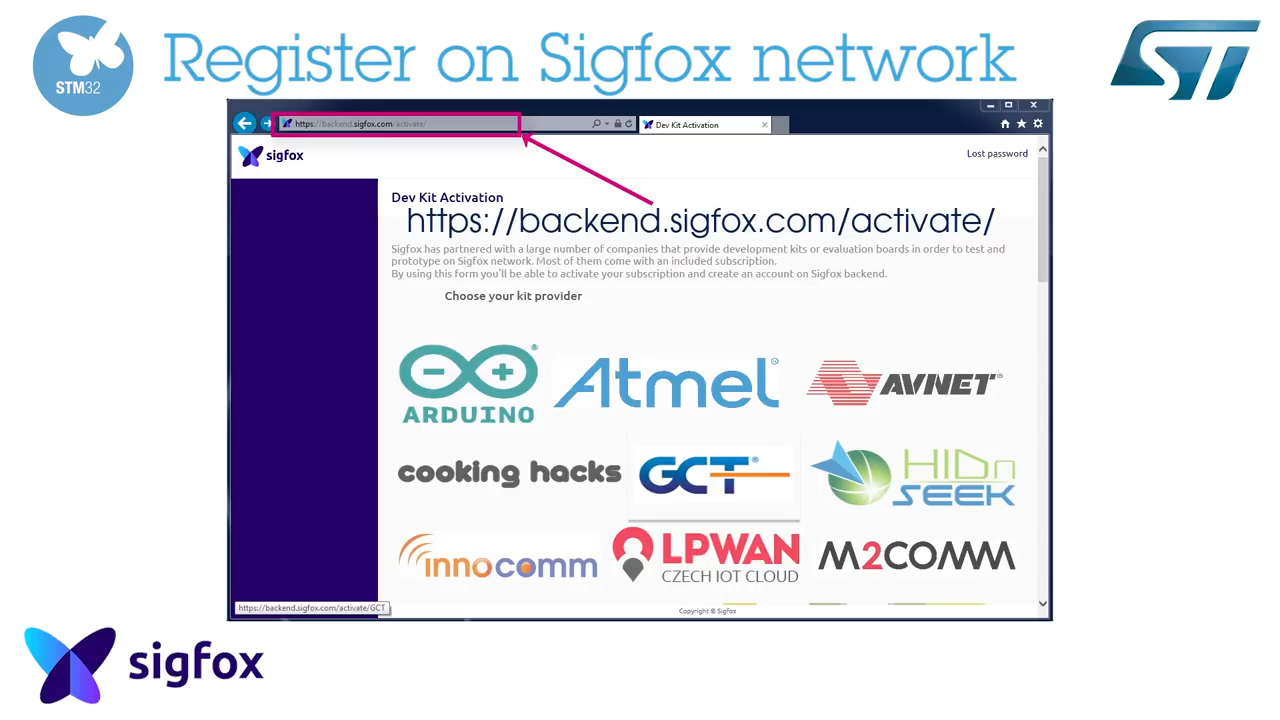 STM32
Register on Sigfox network
ST
https://backend.sigfox.com/activate/
Dev Kit Activation
sigfox
Lost password
Dev Kit Activation
https://backend.sigfox.com/activate/
Sigfox has partnered with a large number of companies that provide development kits or evaluation boards in order to test and
prototype on Sigfox network. Most of them come with an included subscription.
By using this form you'll be able to activate your subscription and create an account on Sigfox backend.
Choose your kit provider
ARDUINO
Atmel®
AVNET®
cooking hacks
GCT®
HIDn
SEEK
innocomm
LPWAN
CZECH IOT CLOUD
M2COMM
https://backend.sigfox.com/activate/GCT
Copyright © Sigfox
sigfox